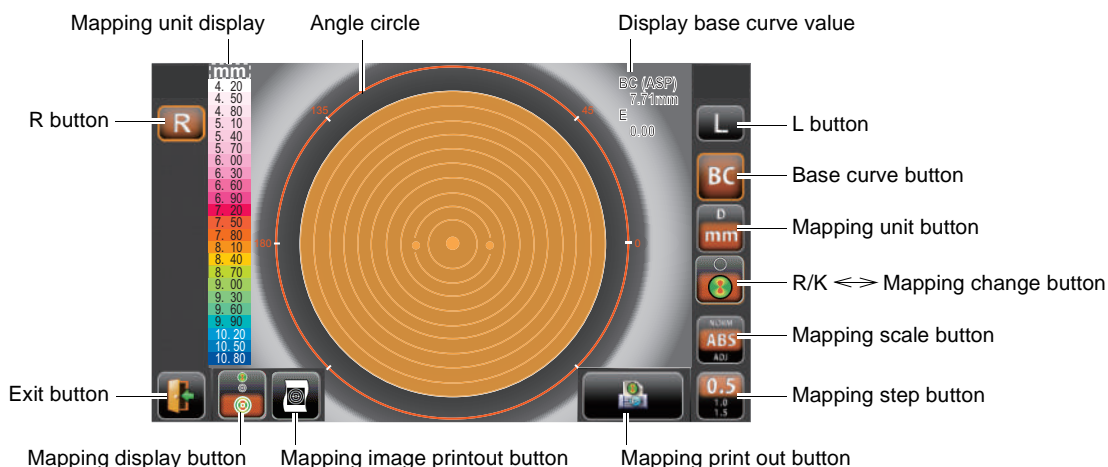 Mapping unit display
Angle circle
Display base curve value
mm
4. 20
4. 50
4. 80
5. 10
5. 40
5. 70
6. 00
6. 30
6. 60
6. 90
7. 20
7. 50
7. 80
8. 10
8. 40
8. 70
9. 00
9. 30
9. 60
9. 90
10. 20
10. 50
10. 80
135
45
180
0
BC (ASP)
7.71mm
E
0.00
R button
R
L
L button
BC
Base curve button
D
mm
Mapping unit button
R/K <=> Mapping change button
NORM
ABS
ADJ
Mapping scale button
0.5
1.0
1.5
Mapping step button
Exit button
Mapping display button
Mapping image printout button
Mapping print out button